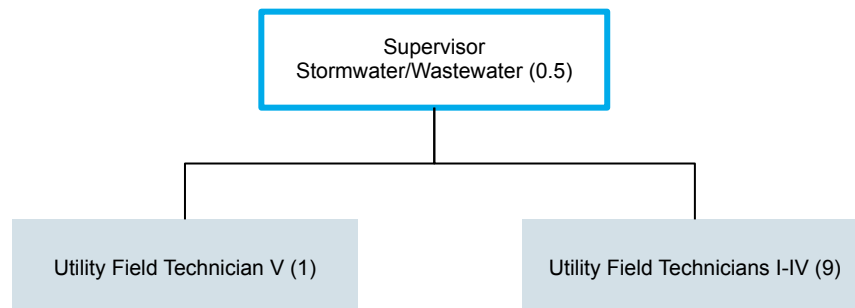 Supervisor
Stormwater/Wastewater (0.5)
Utility Field Technician V (1)
Utility Field Technicians I-IV (9)